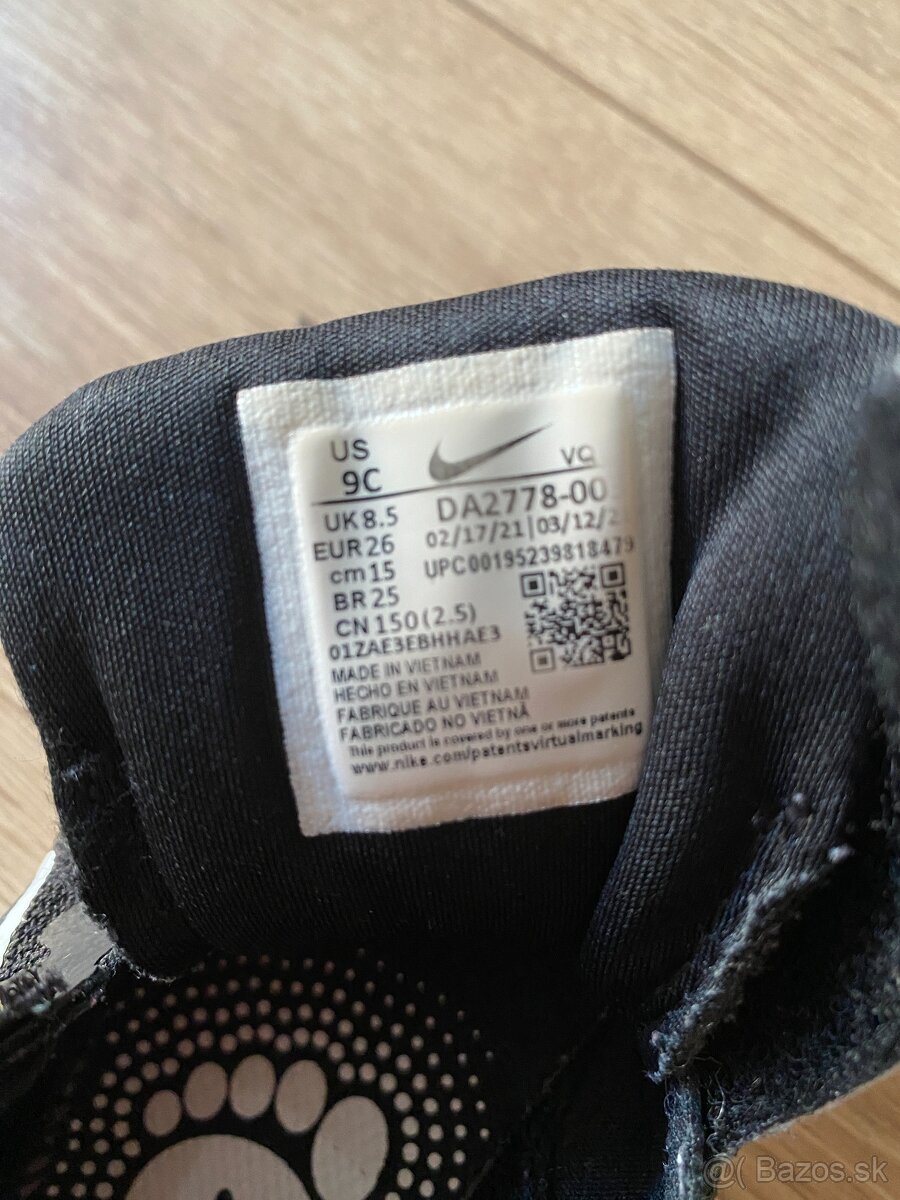 US
9C
VQ
UK 8.5
DA2778-00
EUR 26
02/17/21 | 03/12/2
cm 15
UPC00195239818479
BR 25
CN 150 (2.5)
01ZAE3EBHHAE3
MADE IN VIETNAM
HECHO EN VIETNAM
FABRIQUE AU VIETNAM
FABRICADO NO VIETNÃ
This product is covered by one or more patents
www.nike.com/patentsvirtualmarking
@( Bazos.sk